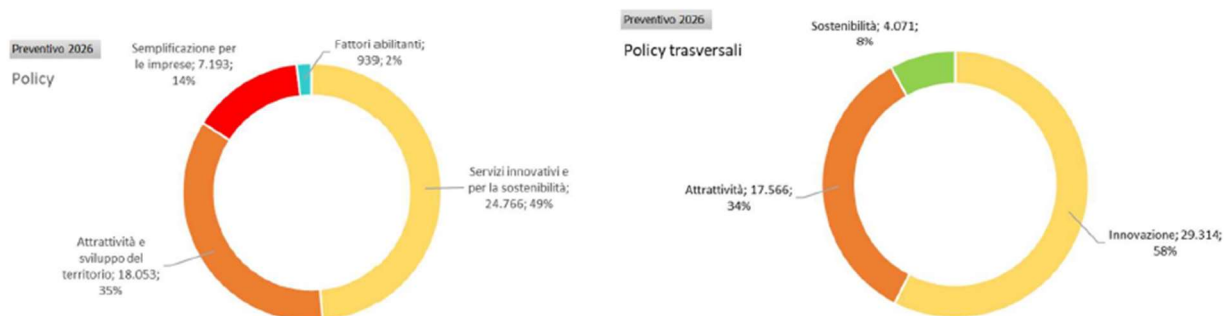 Preventivo 2026
Policy
Semplificazione per
le imprese; 7.193;
14%
Fattori abilitanti;
939; 2%
Servizi innovativi e
per la sostenibilità;
24.766; 49%
Attrattività e
sviluppo del
territorio; 18.053;
35%
Preventivo 2026
Policy trasversali
Sostenibilità; 4.071;
8%
Attrattività; 17.566;
34%
Innovazione; 29.314;
58%